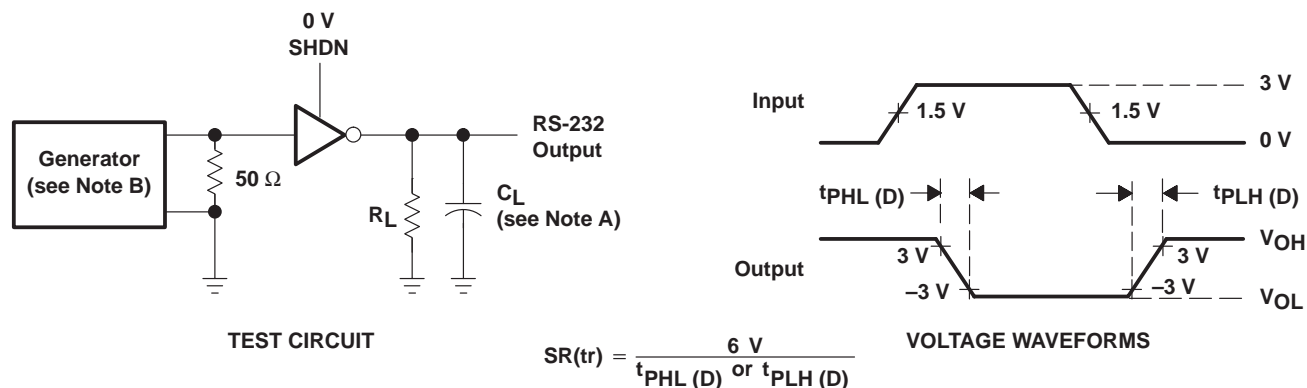 0 V
SHDN
Generator
(see Note B)
50 Ω
RS-232
Output
RL
CL
(see Note A)
TEST CIRCUIT
Input
1.5 V
1.5 V
3 V
0 V
tPHL (D)
tPLH (D)
Output
3 V
–3 V
3 V
–3 V
VOH
VOL
VOLTAGE WAVEFORMS
SR(tr) = 6 V / tPHL (D) or tPLH (D)